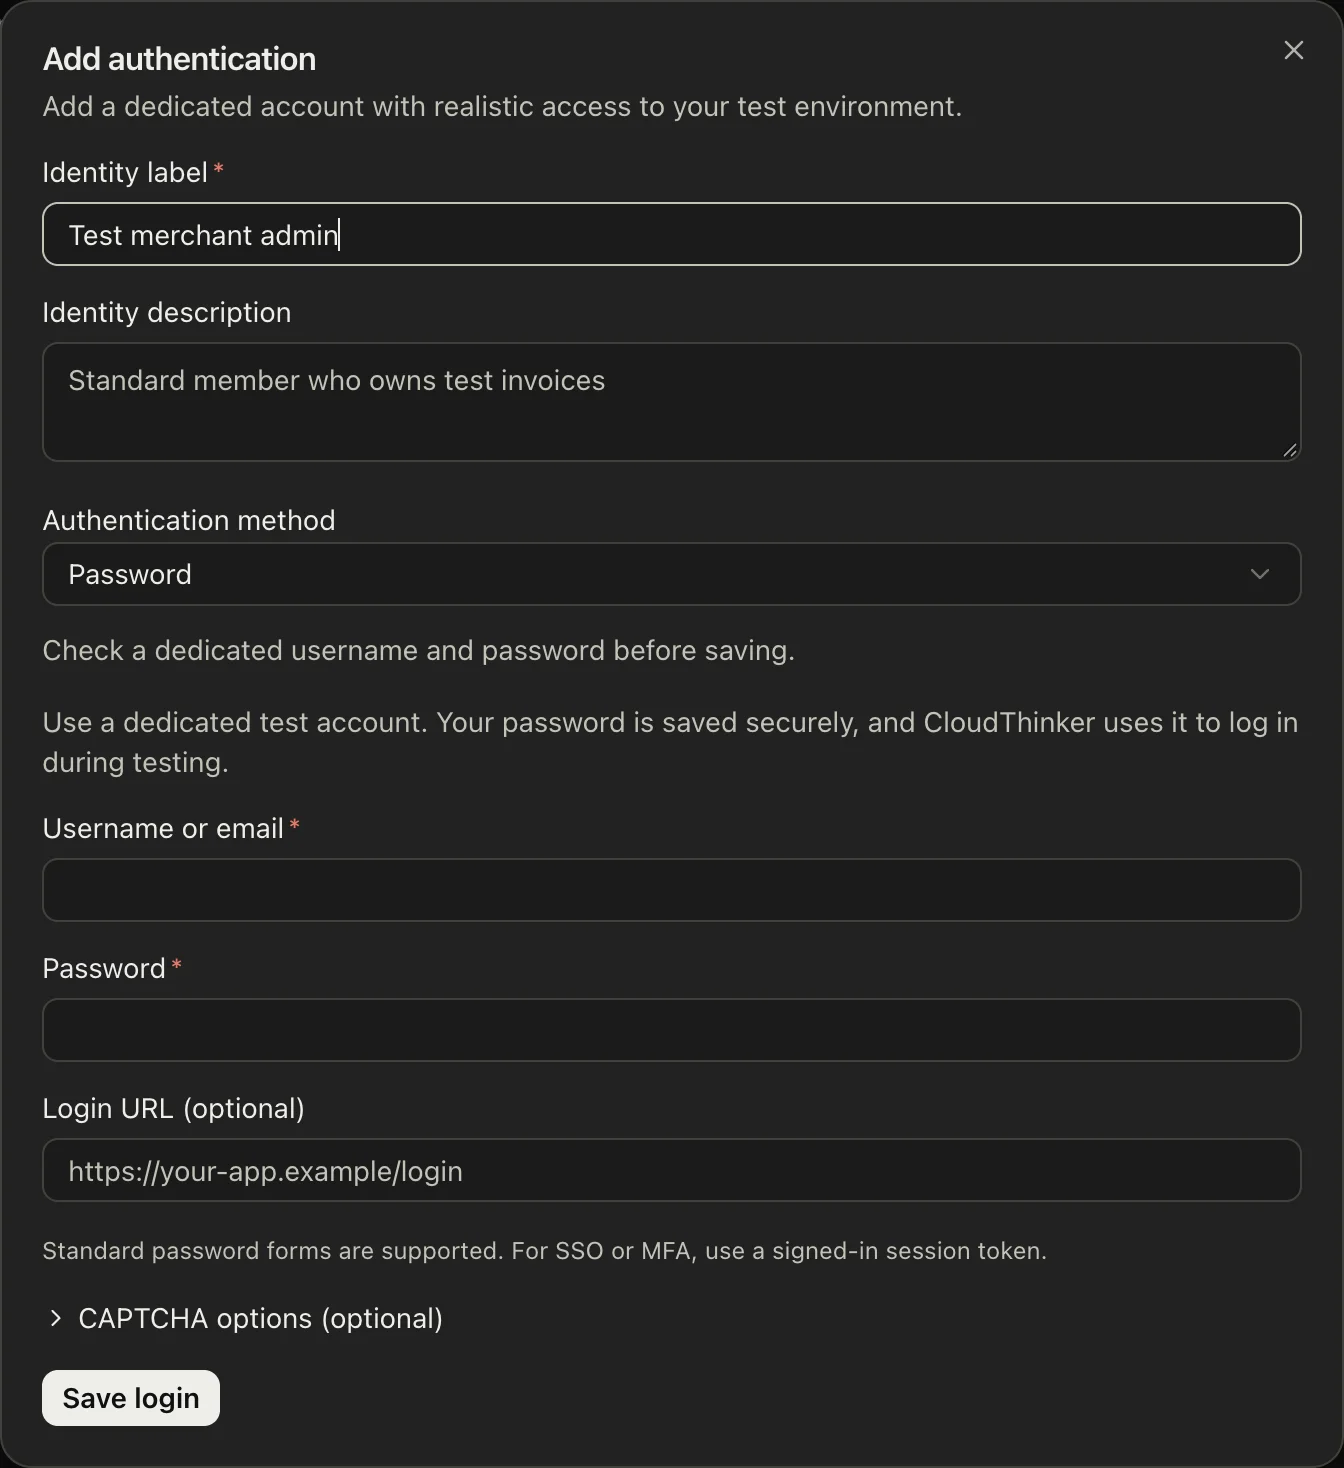 Add authentication
Add a dedicated account with realistic access to your test environment.
Identity label *
Test merchant admin
Identity description
Standard member who owns test invoices
Authentication method
Password
Check a dedicated username and password before saving.
Use a dedicated test account. Your password is saved securely, and CloudThinker uses it to log in
during testing.
Username or email *
Password *
Login URL (optional)
https://your-app.example/login
Standard password forms are supported. For SSO or MFA, use a signed-in session token.
CAPTCHA options (optional)
Save login